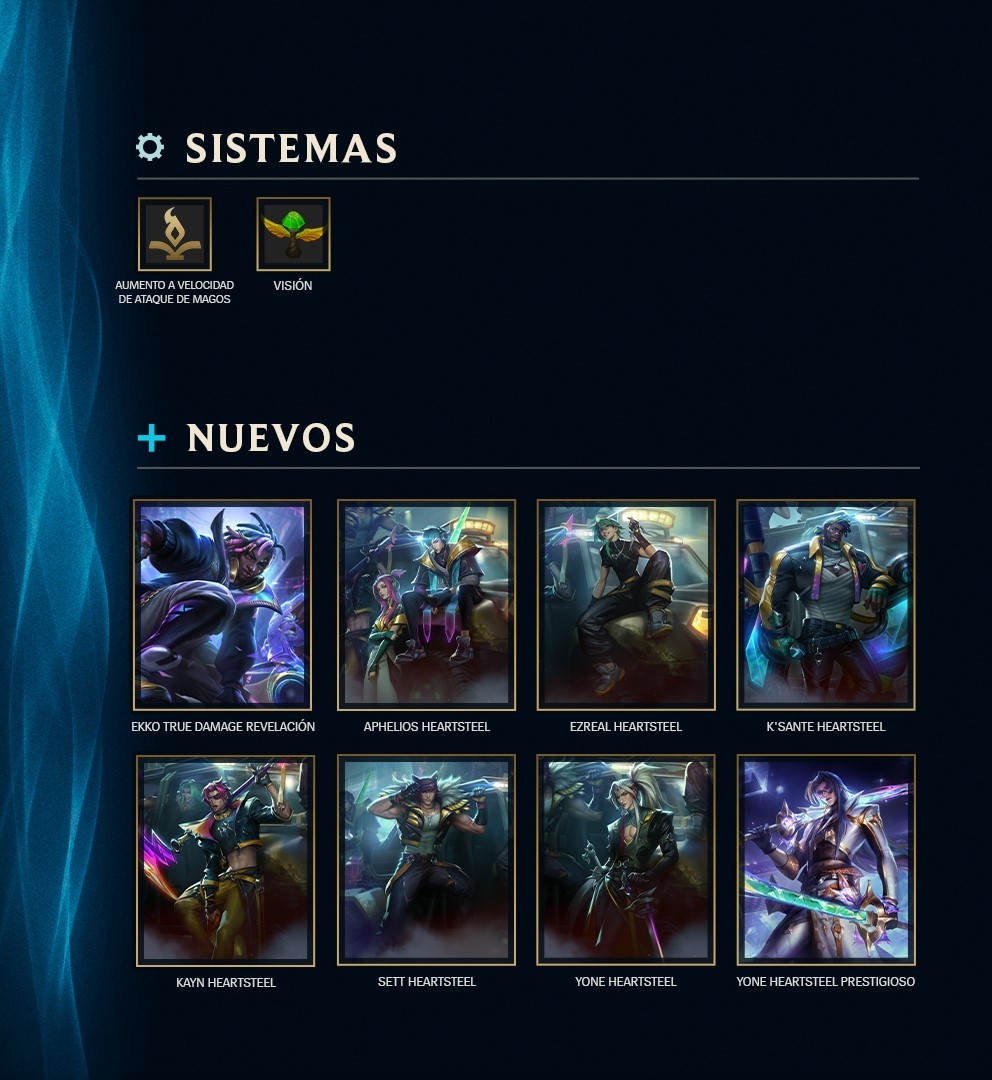 SISTEMAS
AUMENTO A VELOCIDAD
DE ATAQUE DE MAGOS
VISIÓN
NUEVOS
EKKO TRUE DAMAGE REVELACIÓN
APHELIOS HEARTSTEEL
EZREAL HEARTSTEEL
K'SANTE HEARTSTEEL
KAYN HEARTSTEEL
SETT HEARTSTEEL
YONE HEARTSTEEL
YONE HEARTSTEEL PRESTIGIOSO